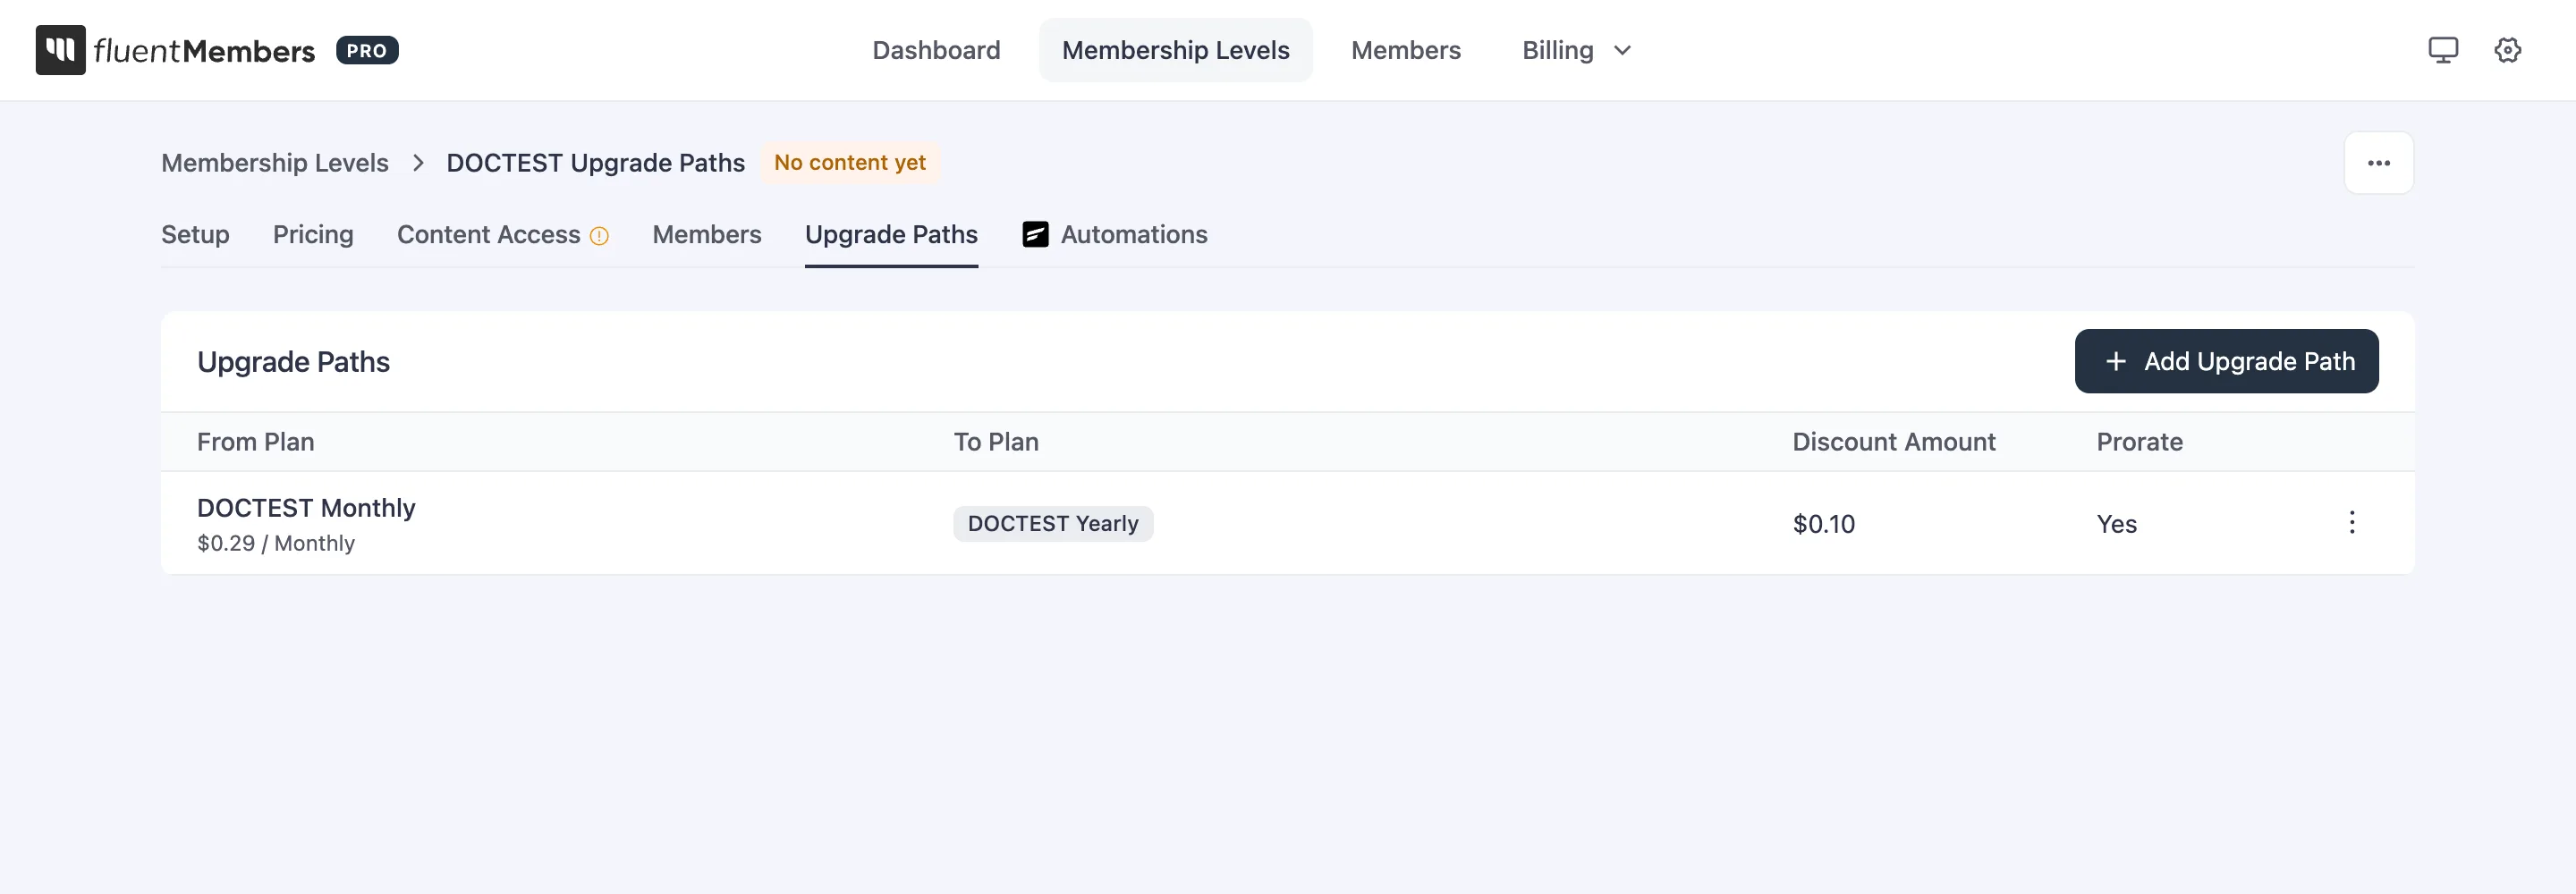 fluentMembers PRO Dashboard Membership Levels Members Billing
Membership Levels > DOCTEST Upgrade Paths No content yet
Setup Pricing Content Access Members Upgrade Paths Automations
Upgrade Paths + Add Upgrade Path
From Plan To Plan Discount Amount Prorate
DOCTEST Monthly
$0.29 / Monthly
DOCTEST Yearly $0.10 Yes